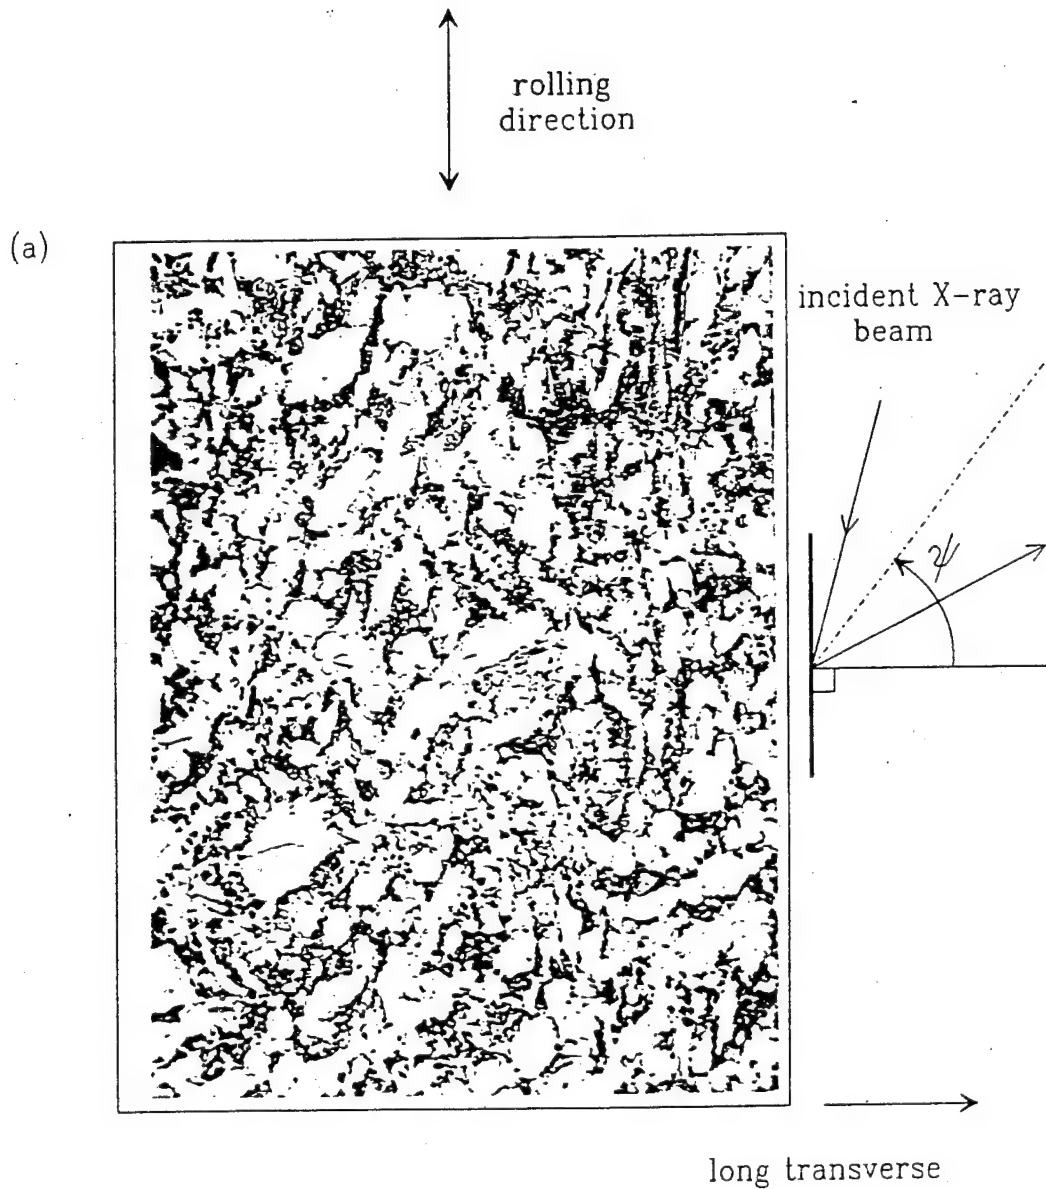 rolling
direction
(a)
incident X-ray
beam
ψ
long transverse